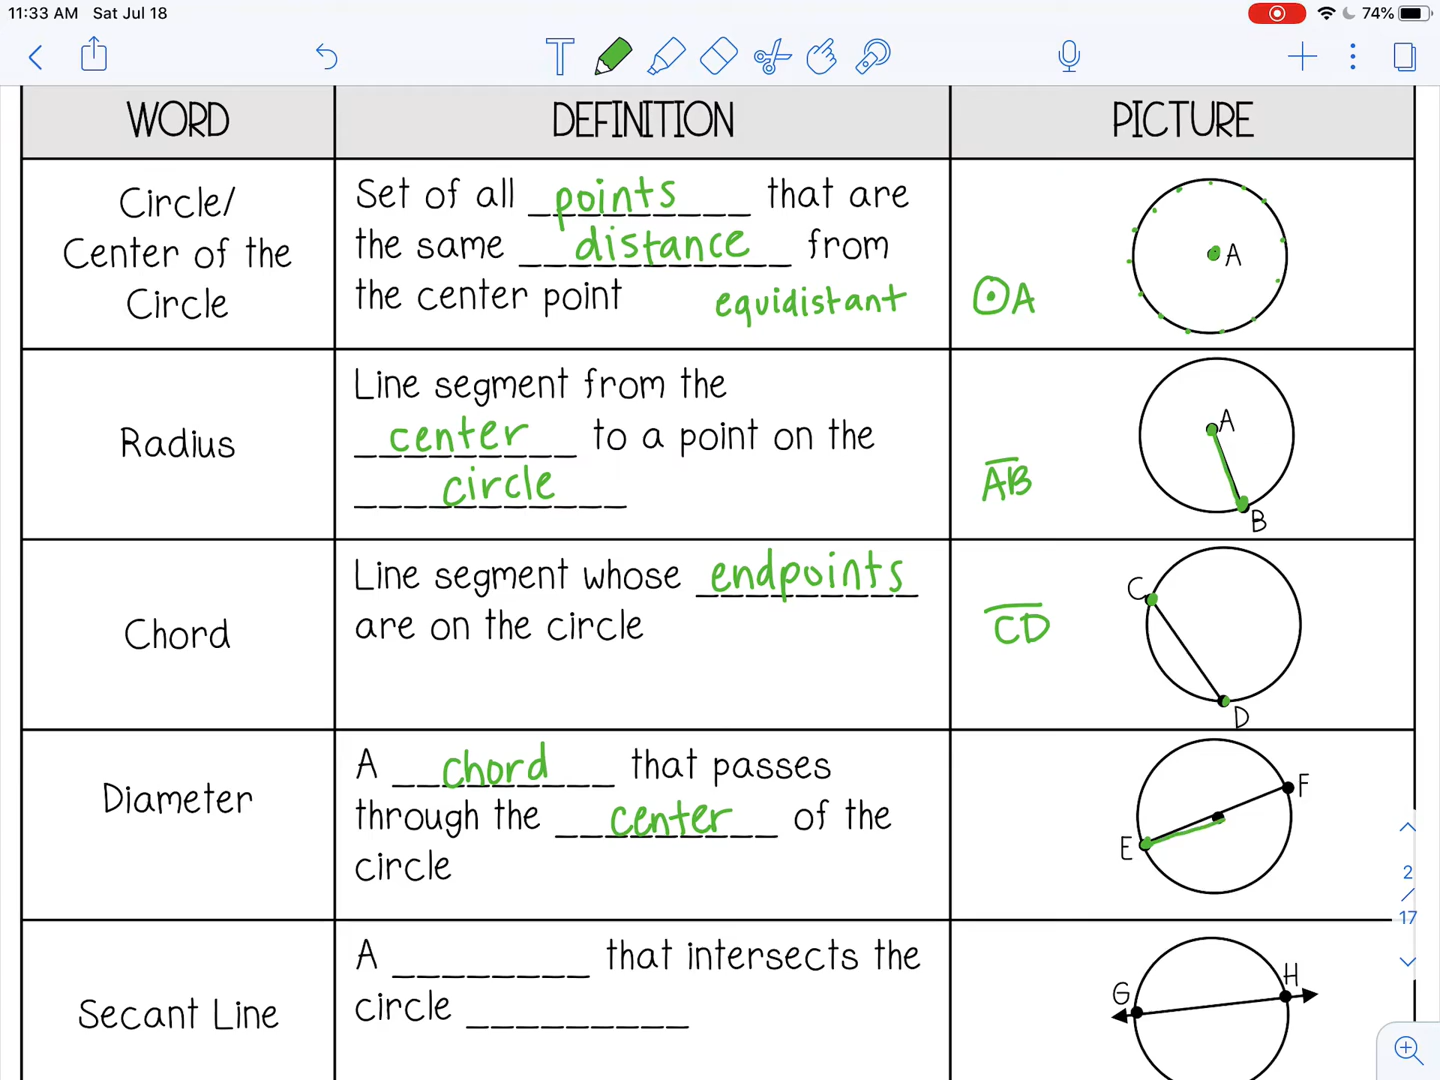 11:33 AM Sat Jul 18
74%
WORD
DEFINITION
PICTURE
Circle/
Center of the
Circle
Set of all points that are
the same distance from
the center point equidistant
⊙A
A
Radius
Line segment from the
center to a point on the
circle
AB
A
B
Chord
Line segment whose endpoints
are on the circle
CD
C
D
Diameter
A chord that passes
through the center of the
circle
F
E
2
/
17
Secant Line
A ________ that intersects the
circle _________
G
H